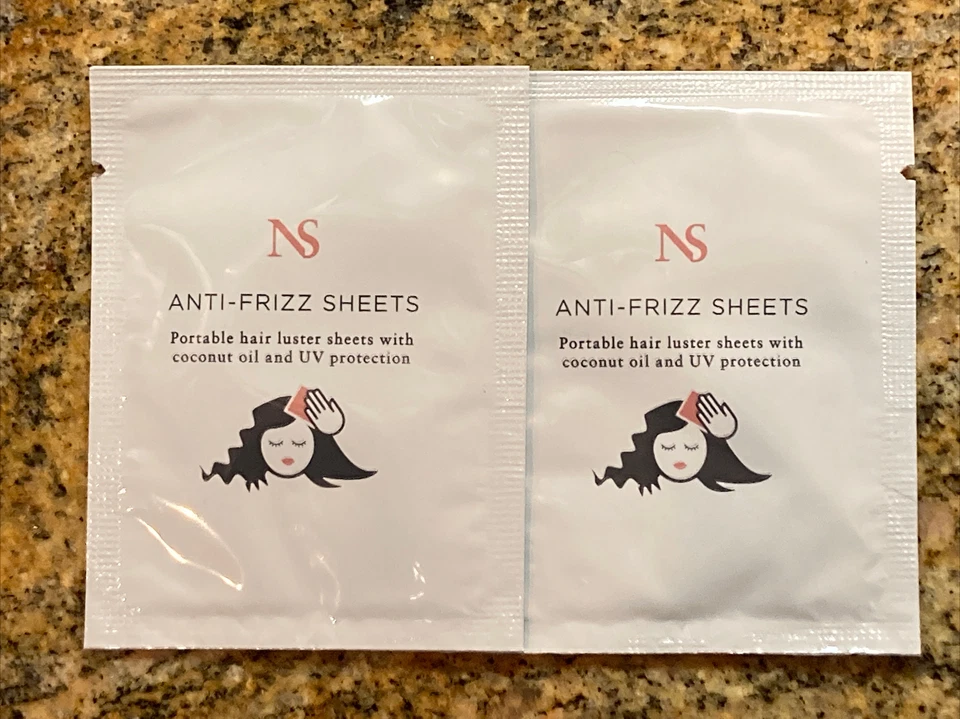 NS
ANTI-FRIZZ SHEETS
Portable hair luster sheets with
coconut oil and UV protection
NS
ANTI-FRIZZ SHEETS
Portable hair luster sheets with
coconut oil and UV protection